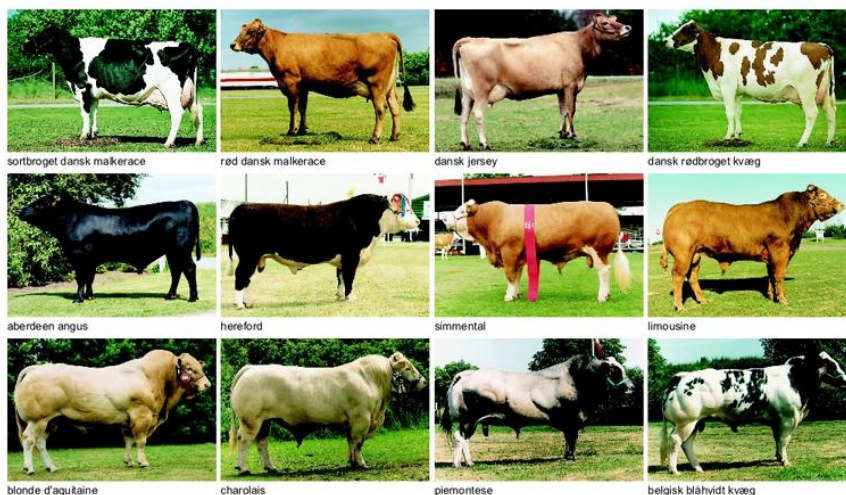 sortbroget dansk malkerace
rød dansk malkerace
dansk jersey
dansk rødbroget kvæg
aberdeen angus
hereford
simmental
limousine
blonde d'aquitaine
charolais
piemontese
belgisk blåhvidt kvæg